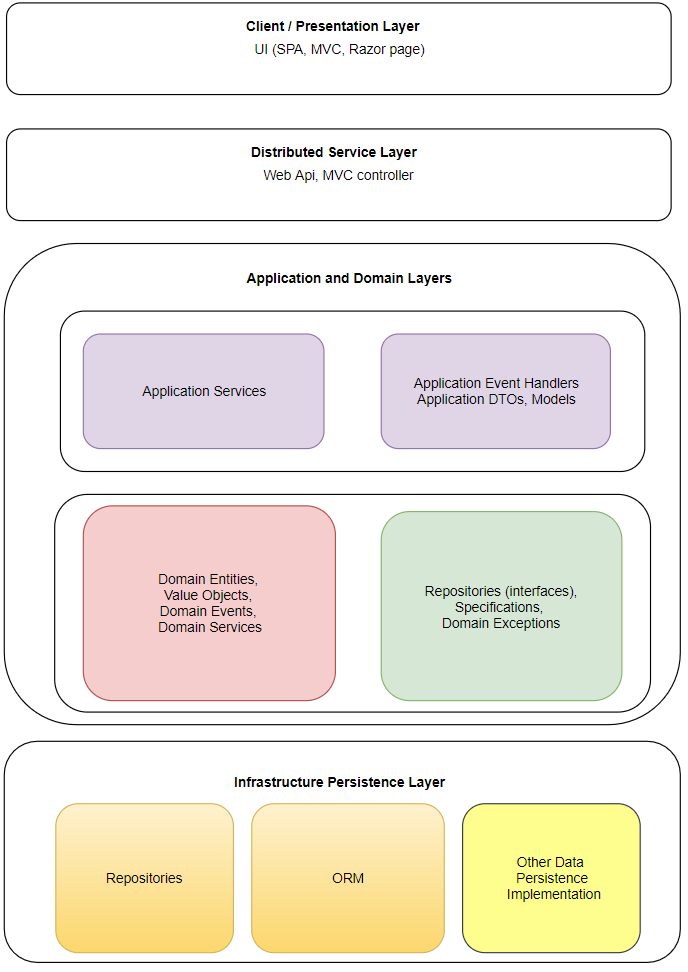 Client / Presentation Layer
UI (SPA, MVC, Razor page)
Distributed Service Layer
Web Api, MVC controller
Application and Domain Layers
Application Services
Application Event Handlers
Application DTOs, Models
Domain Entities,
Value Objects,
Domain Events,
Domain Services
Repositories (interfaces),
Specifications,
Domain Exceptions
Infrastructure Persistence Layer
Repositories
ORM
Other Data
Persistence
Implementation